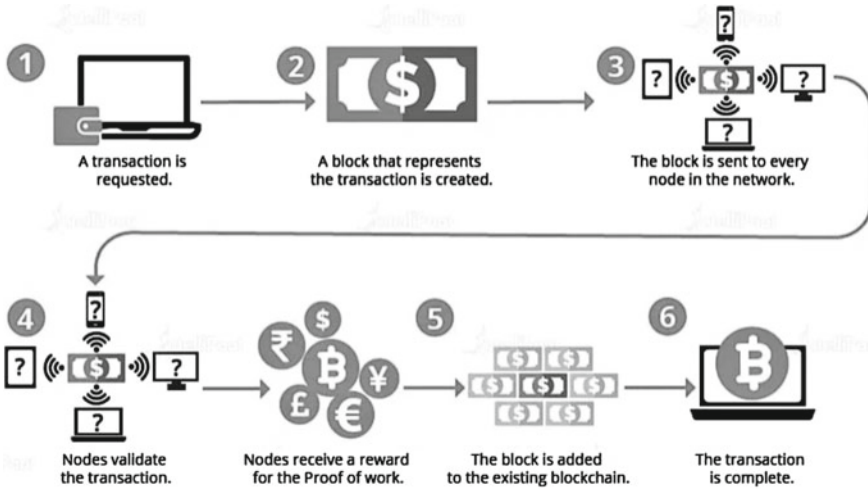 1
A transaction is
requested.
2
$
A block that represents
the transaction is created.
3
?
?
$
?
?
The block is sent to every
node in the network.
4
?
?
$
?
?
Nodes validate
the transaction.
$
₹
₿
¥
£
€
Nodes receive a reward
for the Proof of work.
5
$ $
$ $ $
$ $
The block is added
to the existing blockchain.
6
₿
The transaction
is complete.